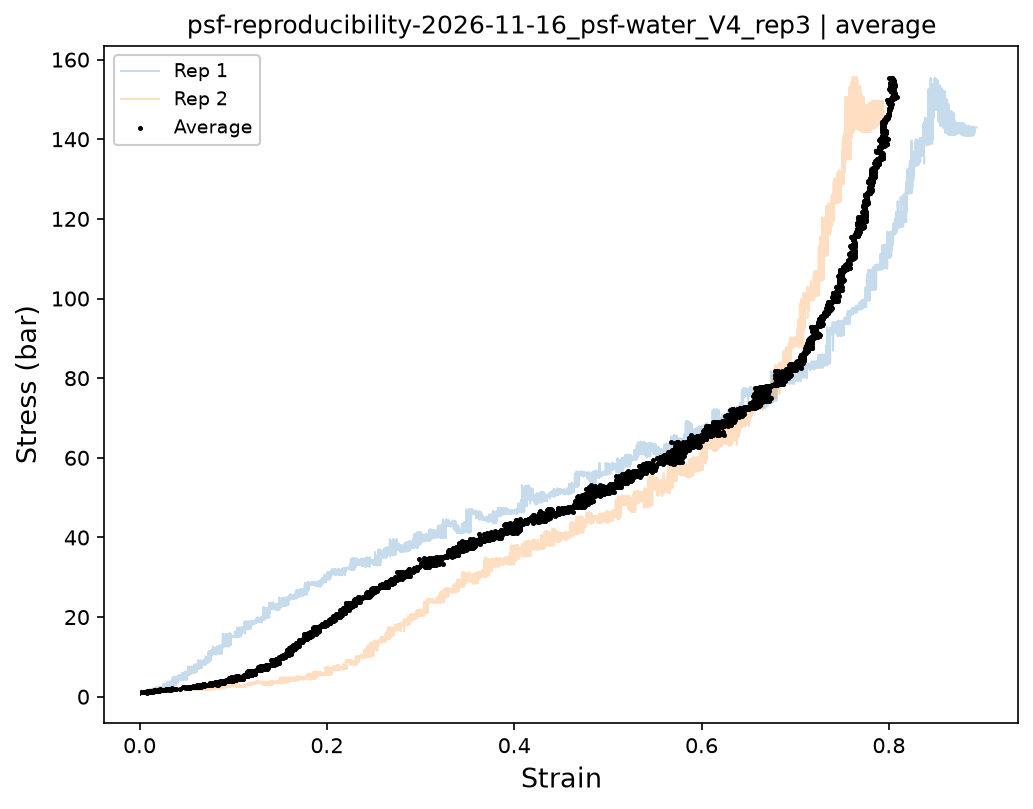 psf-reproducibility-2026-11-16_psf-water_V4_rep3 | average
Rep 1
Rep 2
Average
Stress (bar)
160
140
120
100
80
60
40
20
0
0.0 0.2 0.4 0.6 0.8
Strain